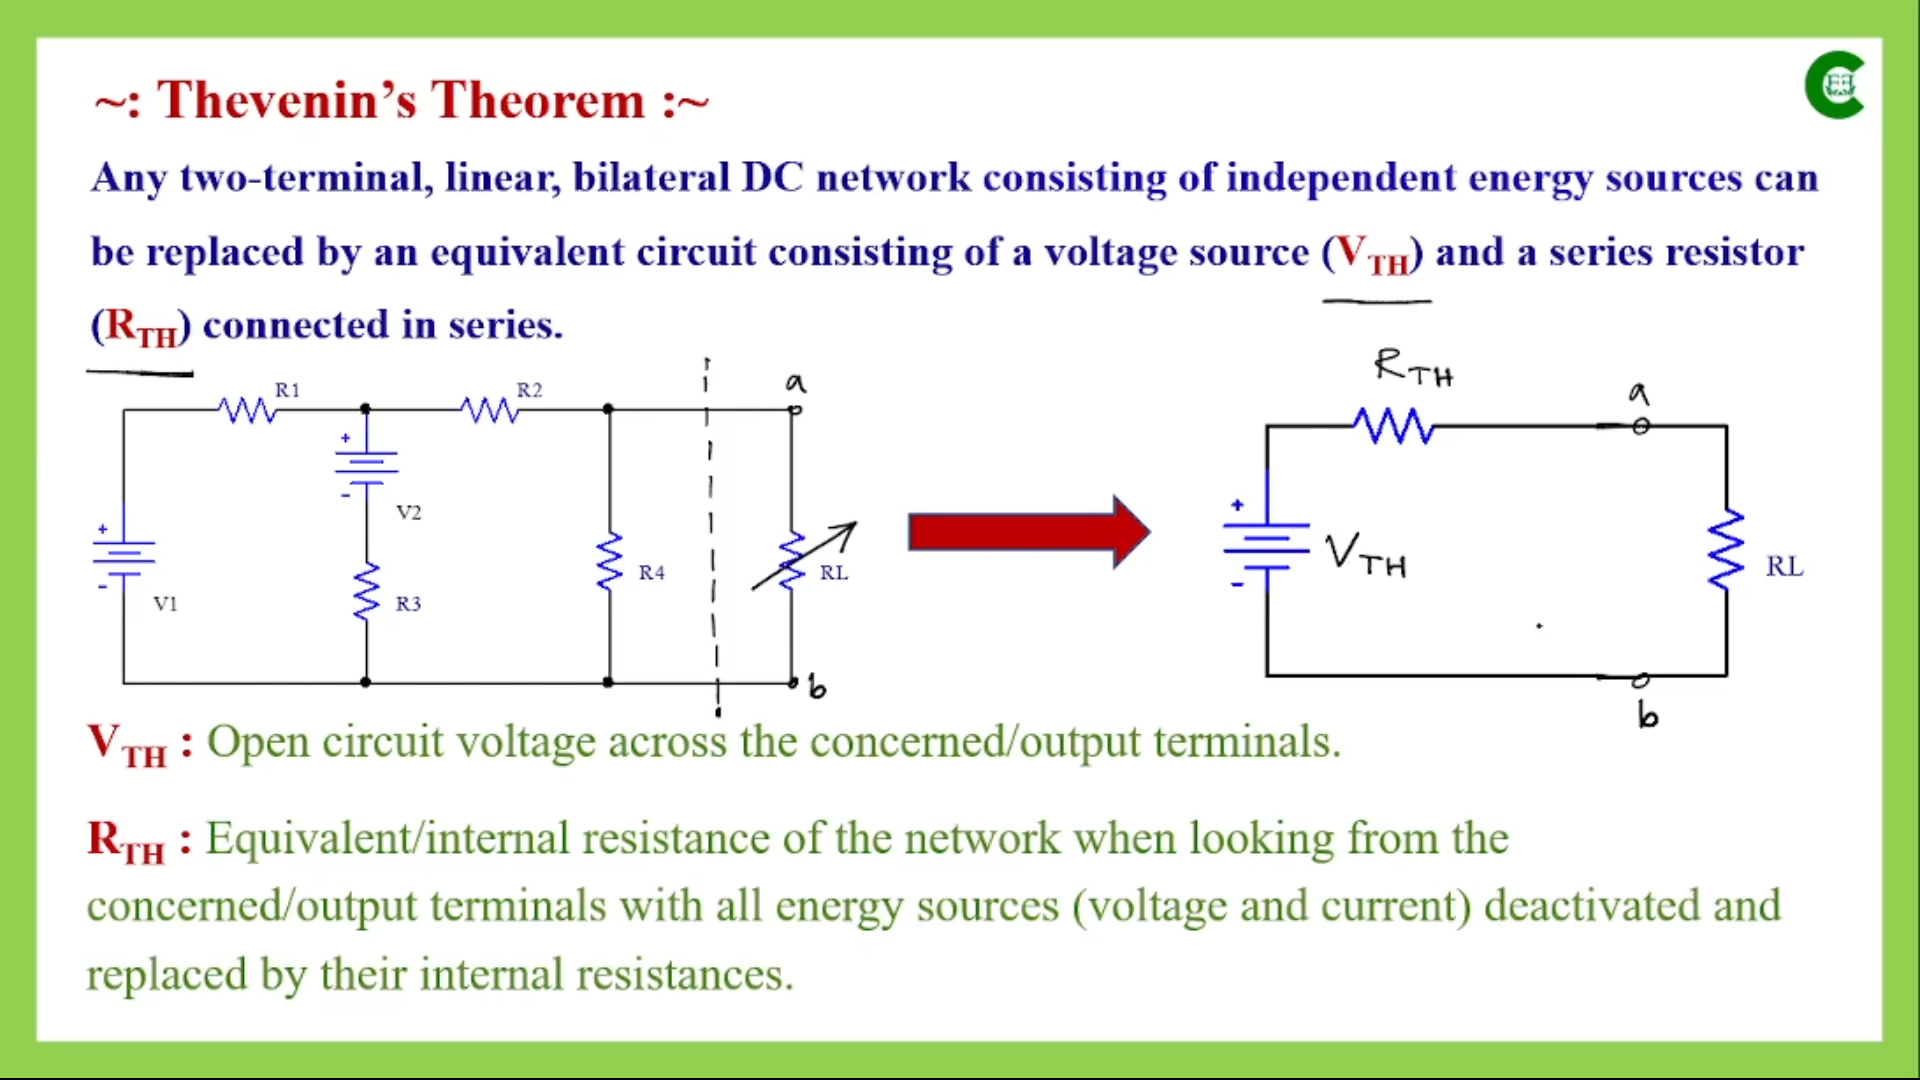 ~: Thevenin’s Theorem :~
Any two-terminal, linear, bilateral DC network consisting of independent energy sources can
be replaced by an equivalent circuit consisting of a voltage source (VTH) and a series resistor
(RTH) connected in series.
R1
R2
a
+
V2
-
+
V1
-
R3
R4
RL
b
RTH
a
+
VTH
-
RL
b
VTH : Open circuit voltage across the concerned/output terminals.
RTH : Equivalent/internal resistance of the network when looking from the
concerned/output terminals with all energy sources (voltage and current) deactivated and
replaced by their internal resistances.